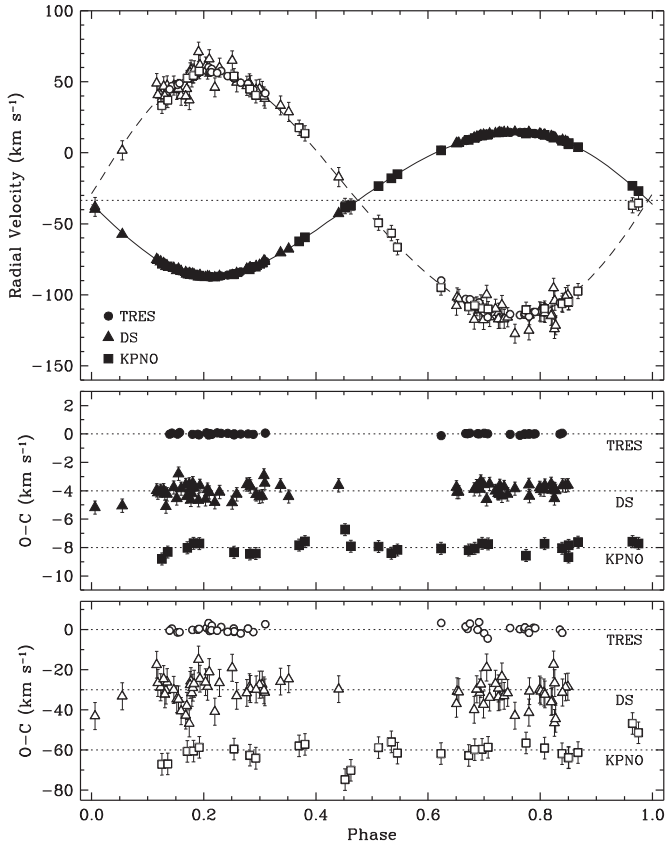 100
50
0
−50
−100
−150
Radial Velocity (km s⁻¹)
TRES
DS
KPNO
2
0
−2
−4
−6
−8
−10
O−C (km s⁻¹)
TRES
DS
KPNO
0
−20
−40
−60
−80
O−C (km s⁻¹)
TRES
DS
KPNO
0.0 0.2 0.4 0.6 0.8 1.0
Phase